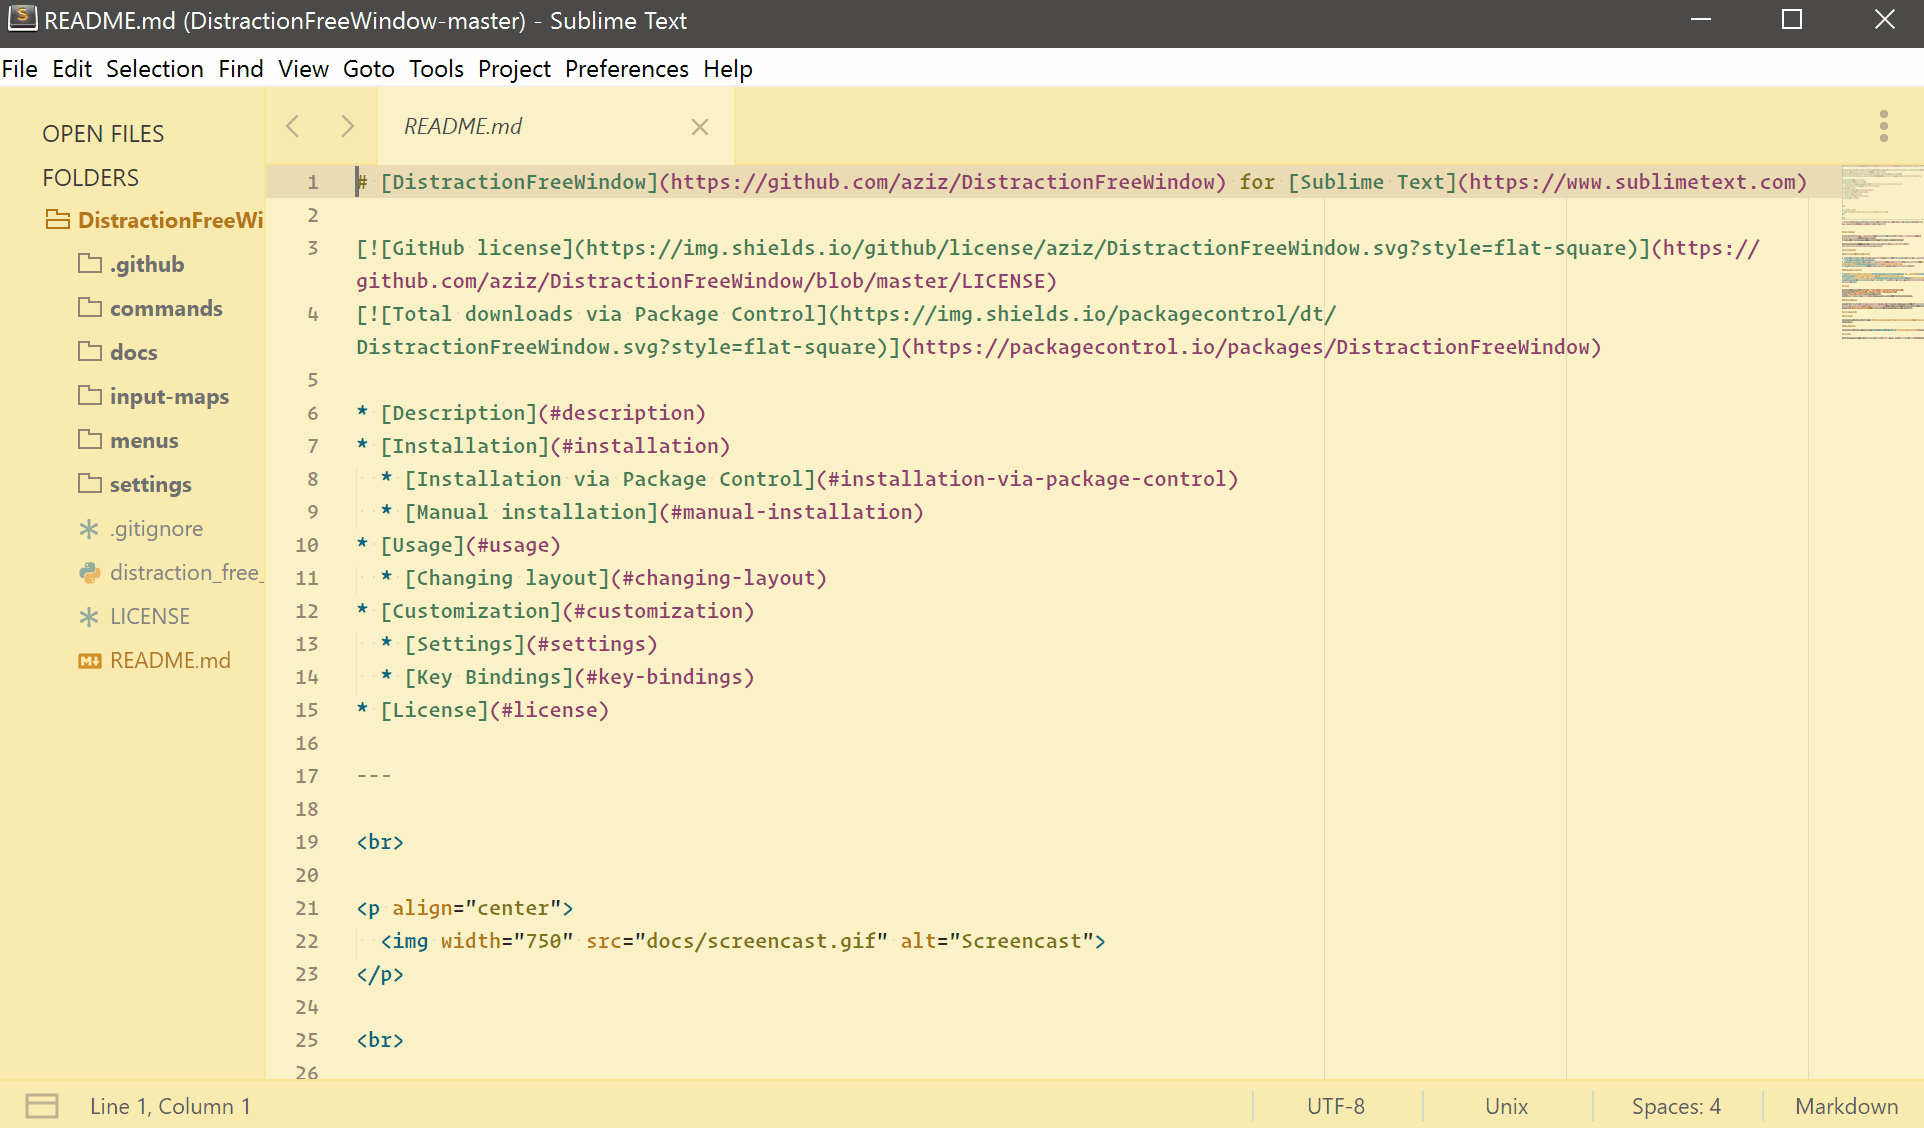 README.md (DistractionFreeWindow-master) - Sublime Text
File Edit Selection Find View Goto Tools Project Preferences Help
OPEN FILES
FOLDERS
DistractionFreeWi
.github
commands
docs
input-maps
menus
settings
.gitignore
distraction_free_
LICENSE
README.md
README.md
1 # [DistractionFreeWindow](https://github.com/aziz/DistractionFreeWindow) for [Sublime Text](https://www.sublimetext.com)
2
3 [![GitHub license](https://img.shields.io/github/license/aziz/DistractionFreeWindow.svg?style=flat-square)](https://
github.com/aziz/DistractionFreeWindow/blob/master/LICENSE)
4 [![Total downloads via Package Control](https://img.shields.io/packagecontrol/dt/
DistractionFreeWindow.svg?style=flat-square)](https://packagecontrol.io/packages/DistractionFreeWindow)
5
6 * [Description](#description)
7 * [Installation](#installation)
8 * [Installation via Package Control](#installation-via-package-control)
9 * [Manual installation](#manual-installation)
10 * [Usage](#usage)
11 * [Changing layout](#changing-layout)
12 * [Customization](#customization)
13 * [Settings](#settings)
14 * [Key Bindings](#key-bindings)
15 * [License](#license)
16
17 ---
18
19 <br>
20
21 <p align="center">
22 <img width="750" src="docs/screencast.gif" alt="Screencast">
23 </p>
24
25 <br>
26
Line 1, Column 1
UTF-8
Unix
Spaces: 4
Markdown